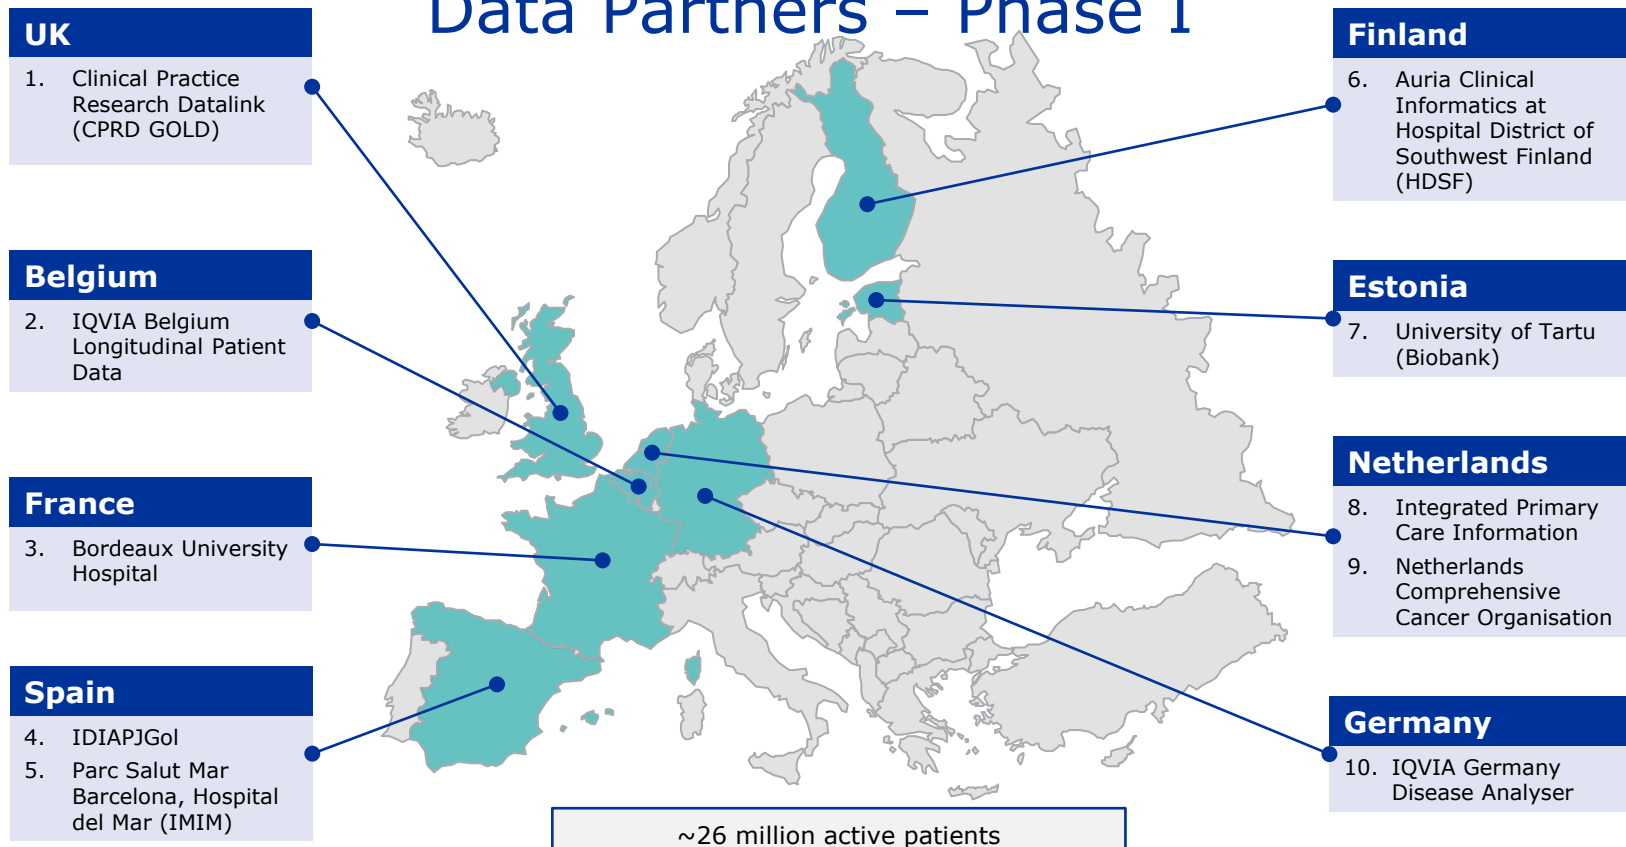 Data Partners – Phase I
UK
1. Clinical Practice
Research Datalink
(CPRD GOLD)
Belgium
2. IQVIA Belgium
Longitudinal Patient
Data
France
3. Bordeaux University
Hospital
Spain
4. IDIAPJGol
5. Parc Salut Mar
Barcelona, Hospital
del Mar (IMIM)
Finland
6. Auria Clinical
Informatics at
Hospital District of
Southwest Finland
(HDSF)
Estonia
7. University of Tartu
(Biobank)
Netherlands
8. Integrated Primary
Care Information
9. Netherlands
Comprehensive
Cancer Organisation
Germany
10. IQVIA Germany
Disease Analyser
~26 million active patients